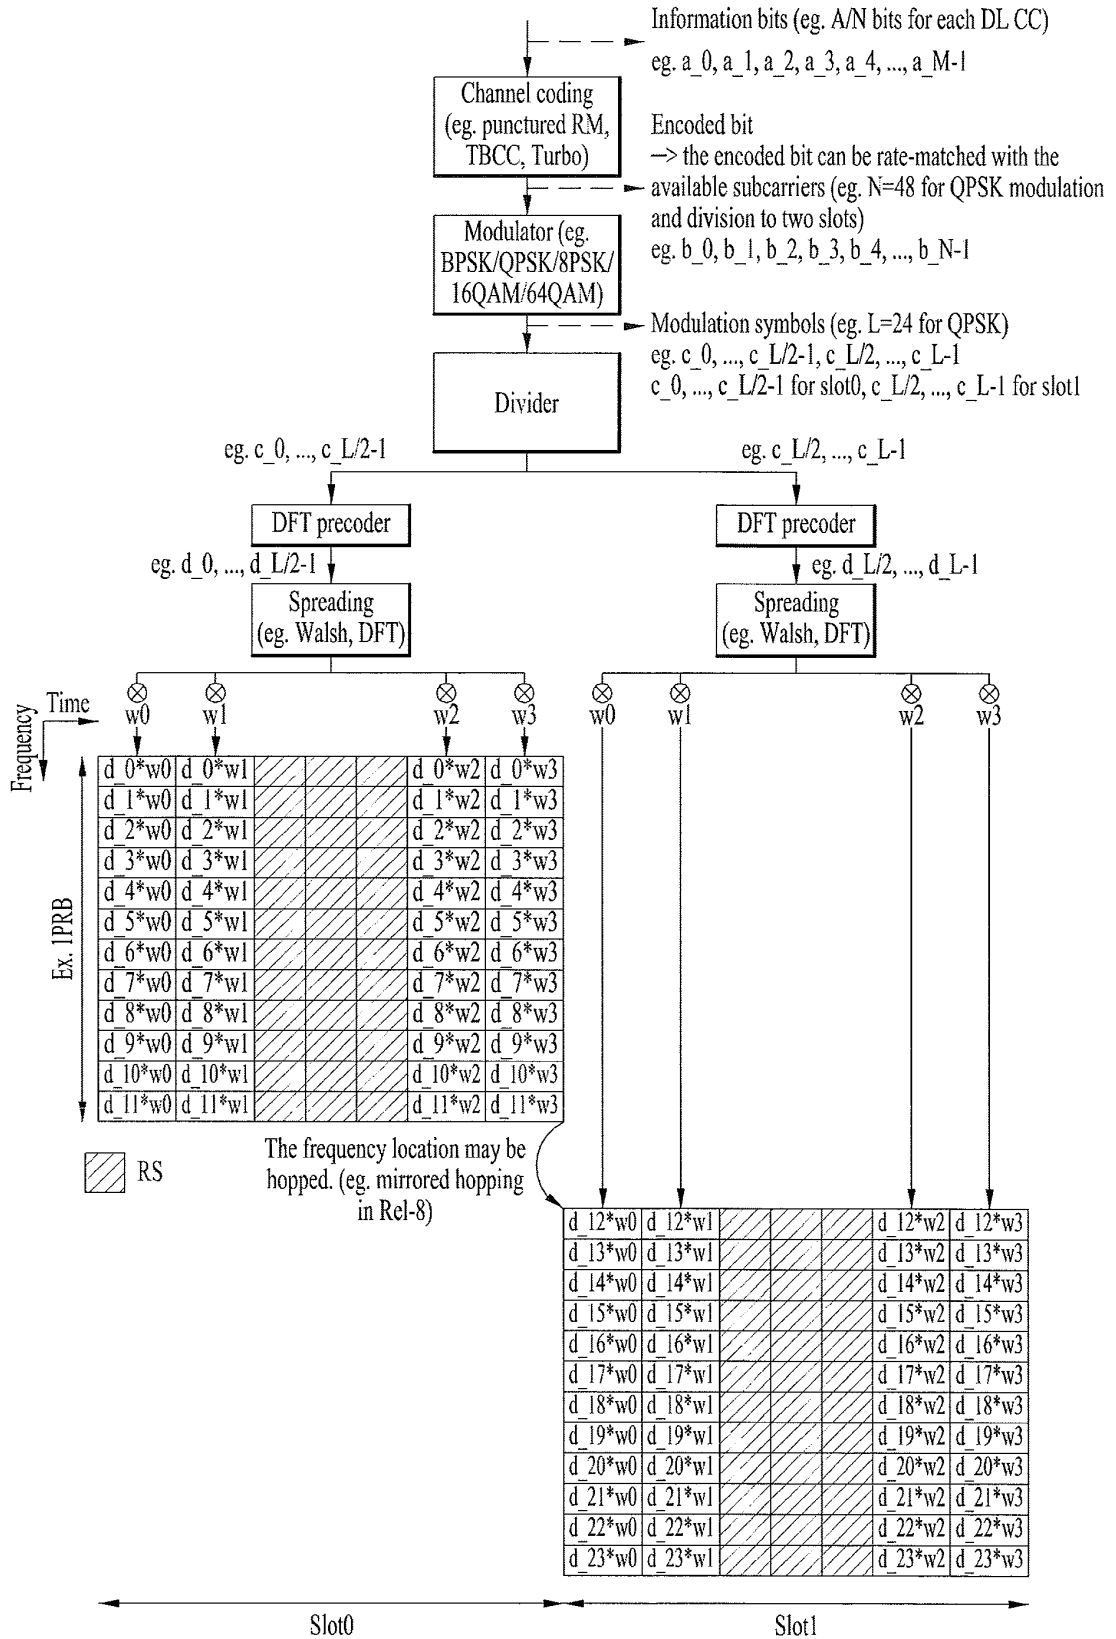 Information bits (eg. A/N bits for each DL CC)
eg. a_0, a_1, a_2, a_3, a_4, ..., a_M-1
Channel coding
(eg. punctured RM,
TBCC, Turbo)
Encoded bit
—> the encoded bit can be rate-matched with the
available subcarriers (eg. N=48 for QPSK modulation
and division to two slots)
eg. b_0, b_1, b_2, b_3, b_4, ..., b_N-1
Modulator (eg.
BPSK/QPSK/8PSK/
16QAM/64QAM)
Modulation symbols (eg. L=24 for QPSK)
eg. c_0, ..., c_L/2-1, c_L/2, ..., c_L-1
c_0, ..., c_L/2-1 for slot0, c_L/2, ..., c_L-1 for slot1
Divider
eg. c_0, ..., c_L/2-1
eg. c_L/2, ..., c_L-1
DFT precoder
DFT precoder
eg. d_0, ..., d_L/2-1
eg. d_L/2, ..., d_L-1
Spreading
(eg. Walsh, DFT)
Spreading
(eg. Walsh, DFT)
Time
Frequency
w0 w1 w2 w3
w0 w1 w2 w3
Ex. 1PRB
d_0*w0 d_0*w1 d_0*w2 d_0*w3
d_1*w0 d_1*w1 d_1*w2 d_1*w3
d_2*w0 d_2*w1 d_2*w2 d_2*w3
d_3*w0 d_3*w1 d_3*w2 d_3*w3
d_4*w0 d_4*w1 d_4*w2 d_4*w3
d_5*w0 d_5*w1 d_5*w2 d_5*w3
d_6*w0 d_6*w1 d_6*w2 d_6*w3
d_7*w0 d_7*w1 d_7*w2 d_7*w3
d_8*w0 d_8*w1 d_8*w2 d_8*w3
d_9*w0 d_9*w1 d_9*w2 d_9*w3
d_10*w0 d_10*w1 d_10*w2 d_10*w3
d_11*w0 d_11*w1 d_11*w2 d_11*w3
RS
The frequency location may be
hopped. (eg. mirrored hopping
in Rel-8)
d_12*w0 d_12*w1 d_12*w2 d_12*w3
d_13*w0 d_13*w1 d_13*w2 d_13*w3
d_14*w0 d_14*w1 d_14*w2 d_14*w3
d_15*w0 d_15*w1 d_15*w2 d_15*w3
d_16*w0 d_16*w1 d_16*w2 d_16*w3
d_17*w0 d_17*w1 d_17*w2 d_17*w3
d_18*w0 d_18*w1 d_18*w2 d_18*w3
d_19*w0 d_19*w1 d_19*w2 d_19*w3
d_20*w0 d_20*w1 d_20*w2 d_20*w3
d_21*w0 d_21*w1 d_21*w2 d_21*w3
d_22*w0 d_22*w1 d_22*w2 d_22*w3
d_23*w0 d_23*w1 d_23*w2 d_23*w3
Slot0
Slot1